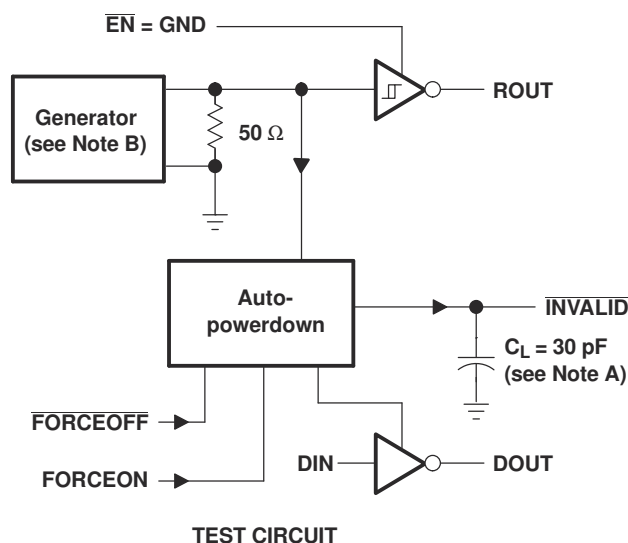 EN = GND
ROUT
Generator
(see Note B)
50 Ω
Auto-
powerdown
INVALID
CL = 30 pF
(see Note A)
FORCEOFF
FORCEON
DIN
DOUT
TEST CIRCUIT